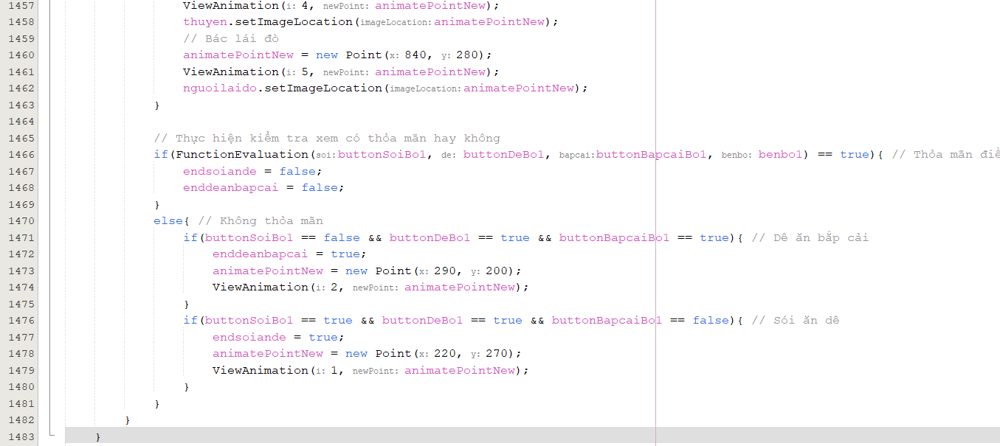 1457 ViewAnimation(i: 4, newPoint: animatePointNew);
1458 thuyen.setImageLocation(imageLocation: animatePointNew);
1459 // Bác lái đò
1460 animatePointNew = new Point(x: 840, y: 280);
1461 ViewAnimation(i: 5, newPoint: animatePointNew);
1462 nguoilaido.setImageLocation(imageLocation: animatePointNew);
1463 }
1464
1465 // Thực hiện kiểm tra xem có thỏa mãn hay không
1466 if(FunctionEvaluation(soi: buttonSoiBo1, de: buttonDeBo1, bapcai: buttonBapcaiBo1, benbo: benbo1) == true){ // Thỏa mãn
1467 endsoiande = false;
1468 enddeanbapcai = false;
1469 }
1470 else{ // Không thỏa mãn
1471 if(buttonSoiBo1 == false && buttonDeBo1 == true && buttonBapcaiBo1 == true){ // Dê ăn bắp cải
1472 enddeanbapcai = true;
1473 animatePointNew = new Point(x: 290, y: 200);
1474 ViewAnimation(i: 2, newPoint: animatePointNew);
1475 }
1476 if(buttonSoiBo1 == true && buttonDeBo1 == true && buttonBapcaiBo1 == false){ // Sói ăn dê
1477 endsoiande = true;
1478 animatePointNew = new Point(x: 220, y: 270);
1479 ViewAnimation(i: 1, newPoint: animatePointNew);
1480 }
1481 }
1482 }
1483 }